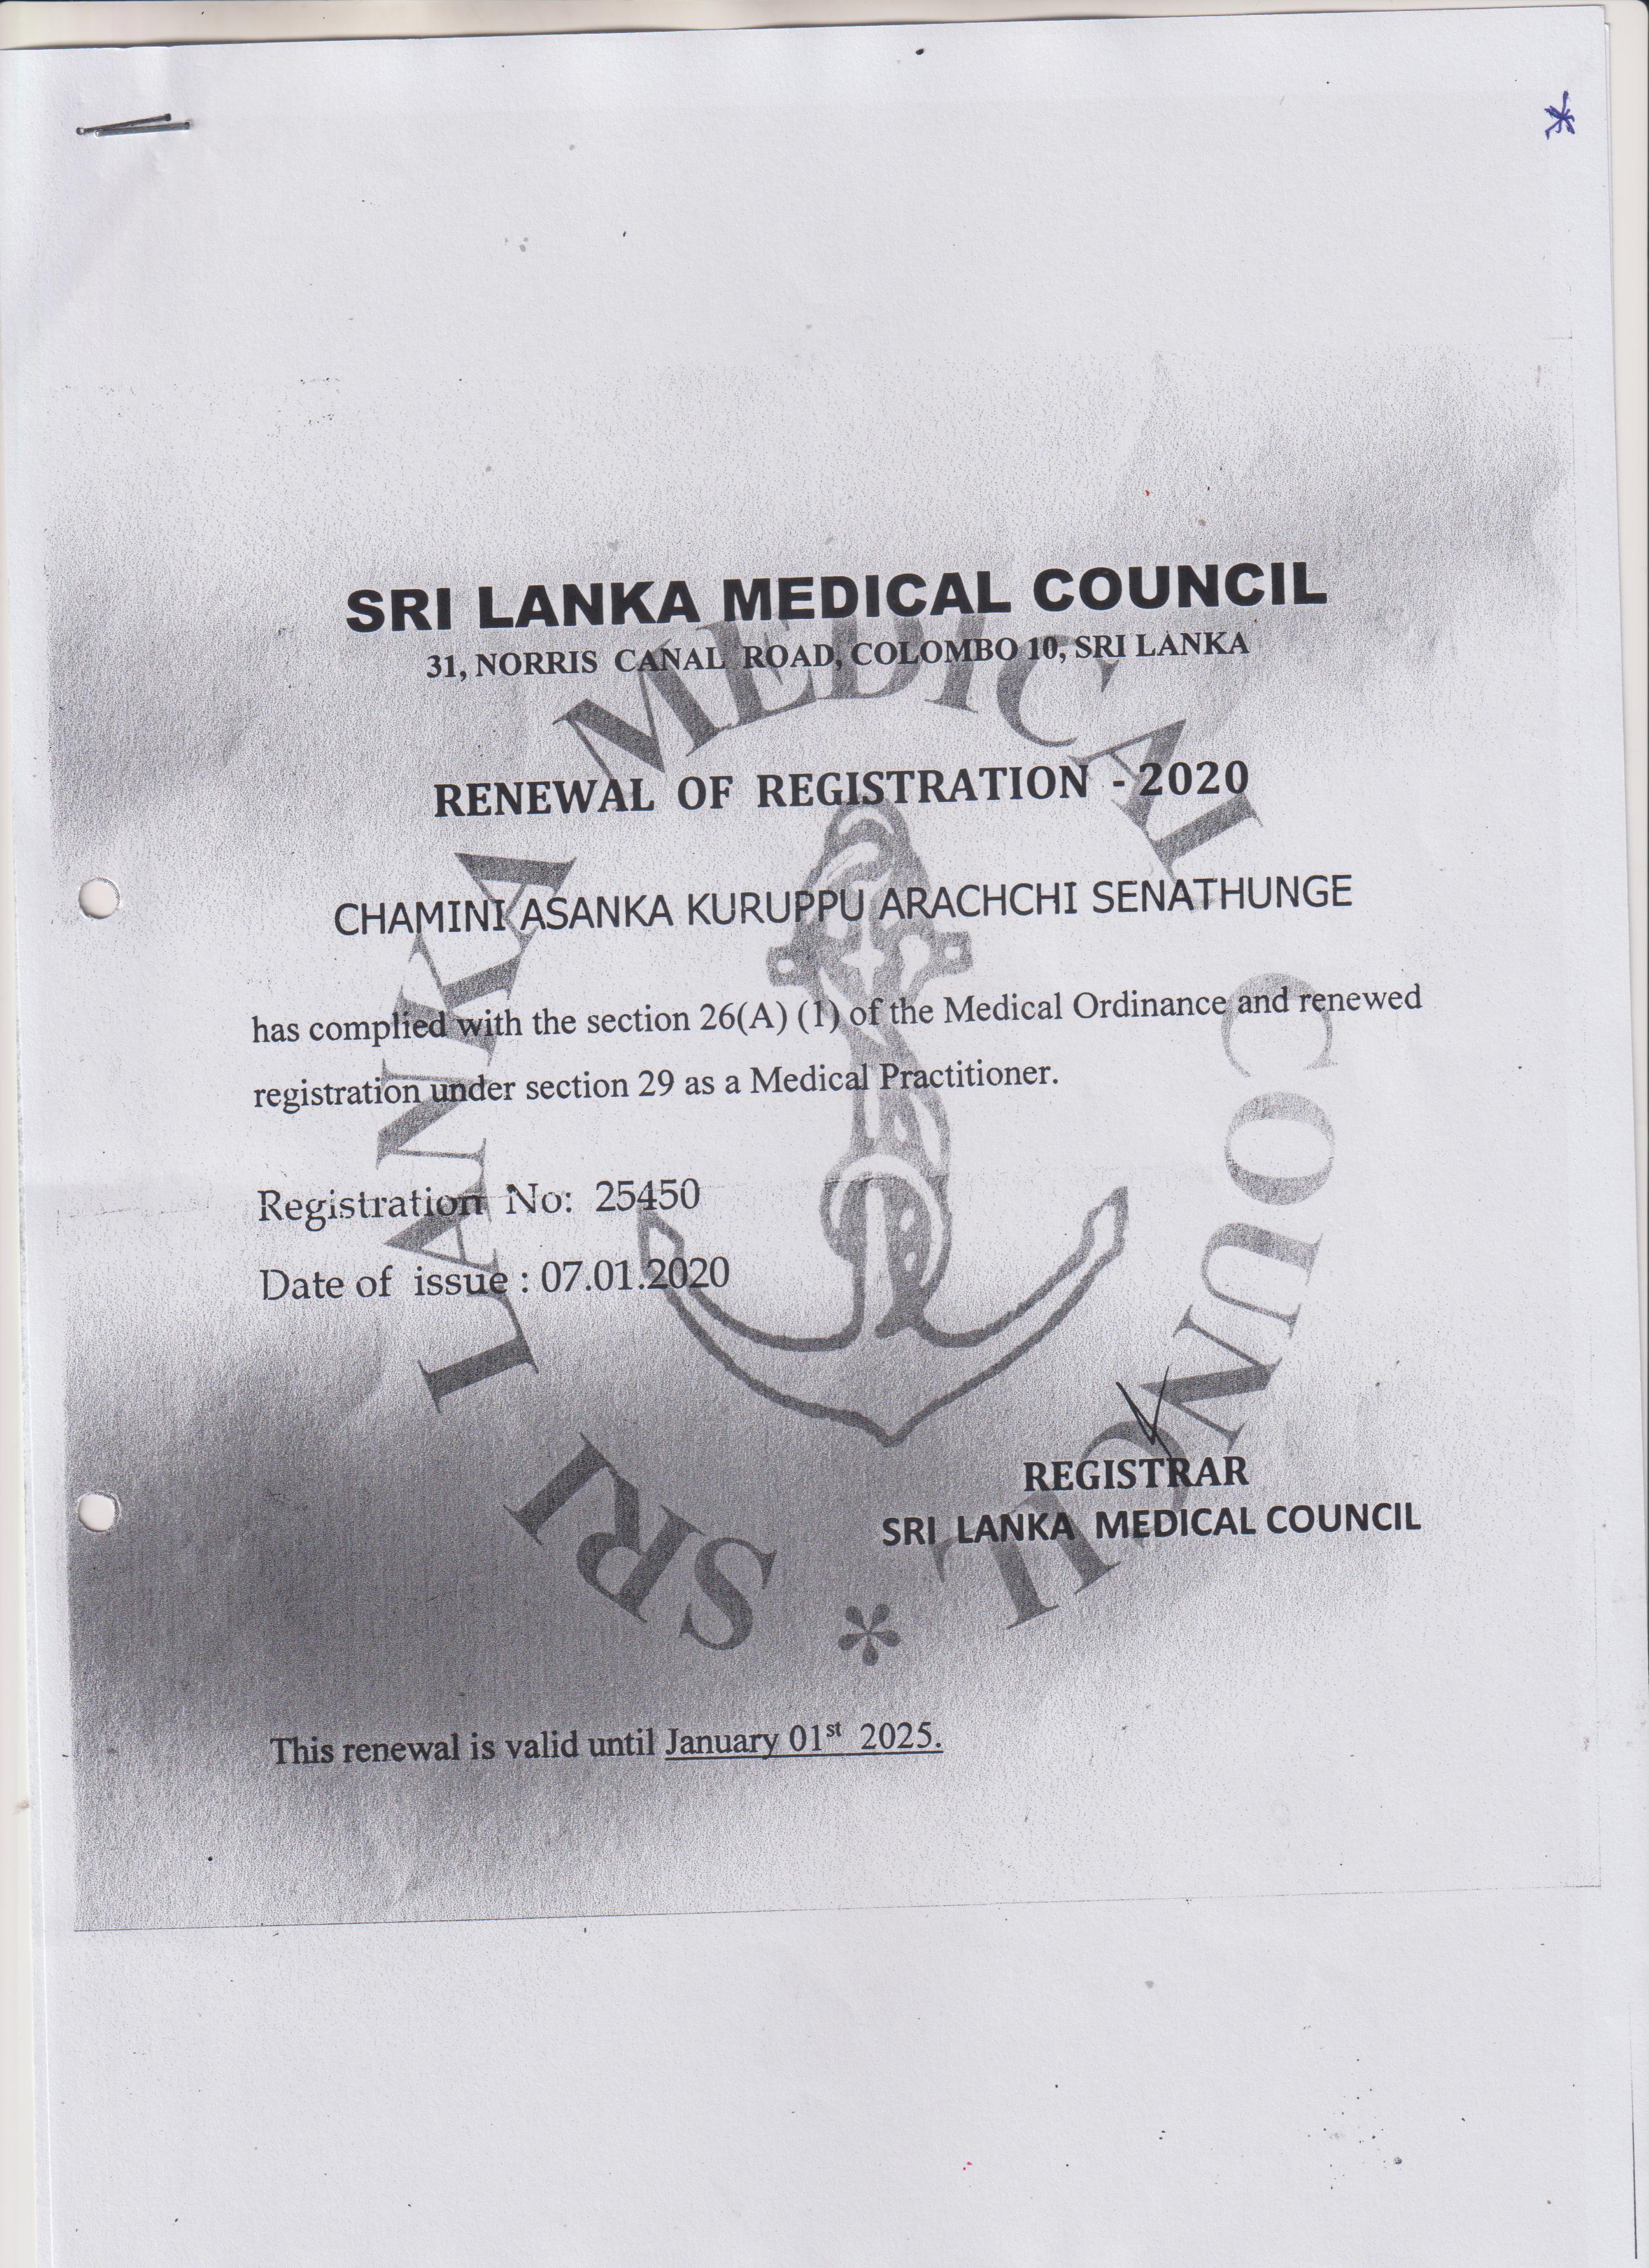 SRI LANKA MEDICAL COUNCIL
31, NORRIS CANAL ROAD, COLOMBO 10, SRI LANKA
RENEWAL OF REGISTRATION - 2020
CHAMINI ASANKA KURUPPU ARACHCHI SENATHUNGE
has complied with the section 26(A) (1) of the Medical Ordinance and renewed
registration under section 29 as a Medical Practitioner.
Registration No: 25450
Date of issue : 07.01.2020
REGISTRAR
SRI LANKA MEDICAL COUNCIL
This renewal is valid until January 01st 2025.
SRI LANKA MEDICAL COUNCIL *